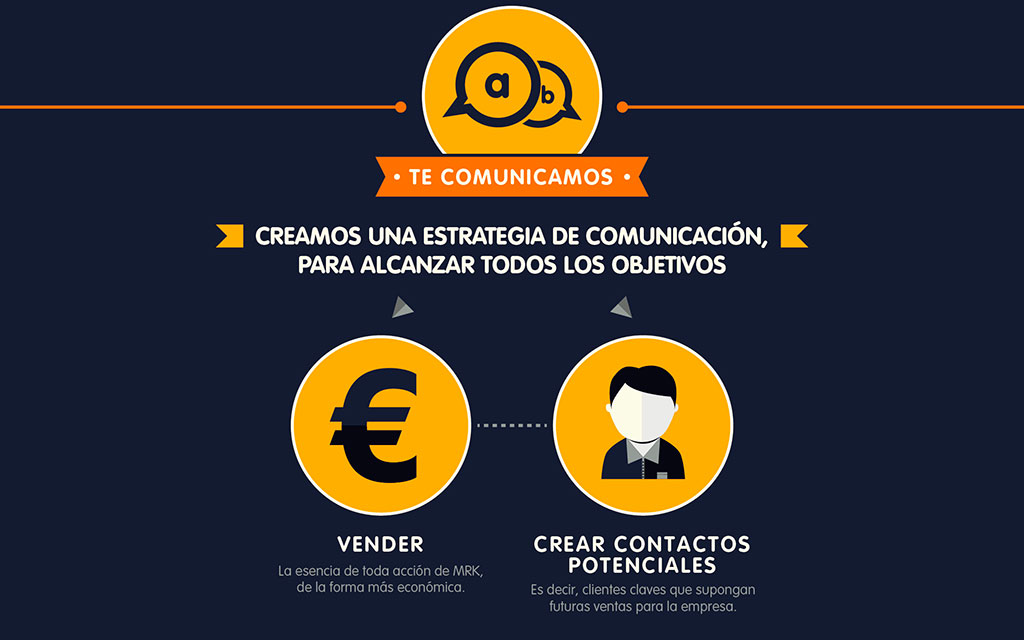 a
b
• TE COMUNICAMOS •
CREAMOS UNA ESTRATEGIA DE COMUNICACIÓN,
PARA ALCANZAR TODOS LOS OBJETIVOS
€
VENDER
La esencia de toda acción de MRK,
de la forma más económica.
CREAR CONTACTOS
POTENCIALES
Es decir, clientes claves que supongan
futuras ventas para la empresa.